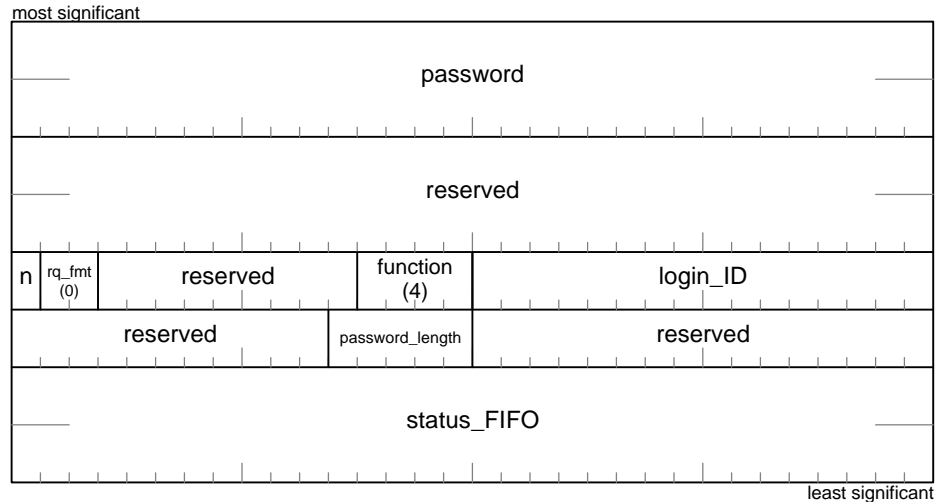 most significant
password
reserved
n rq_fmt (0) reserved function (4) login_ID
reserved password_length reserved
status_FIFO
least significant